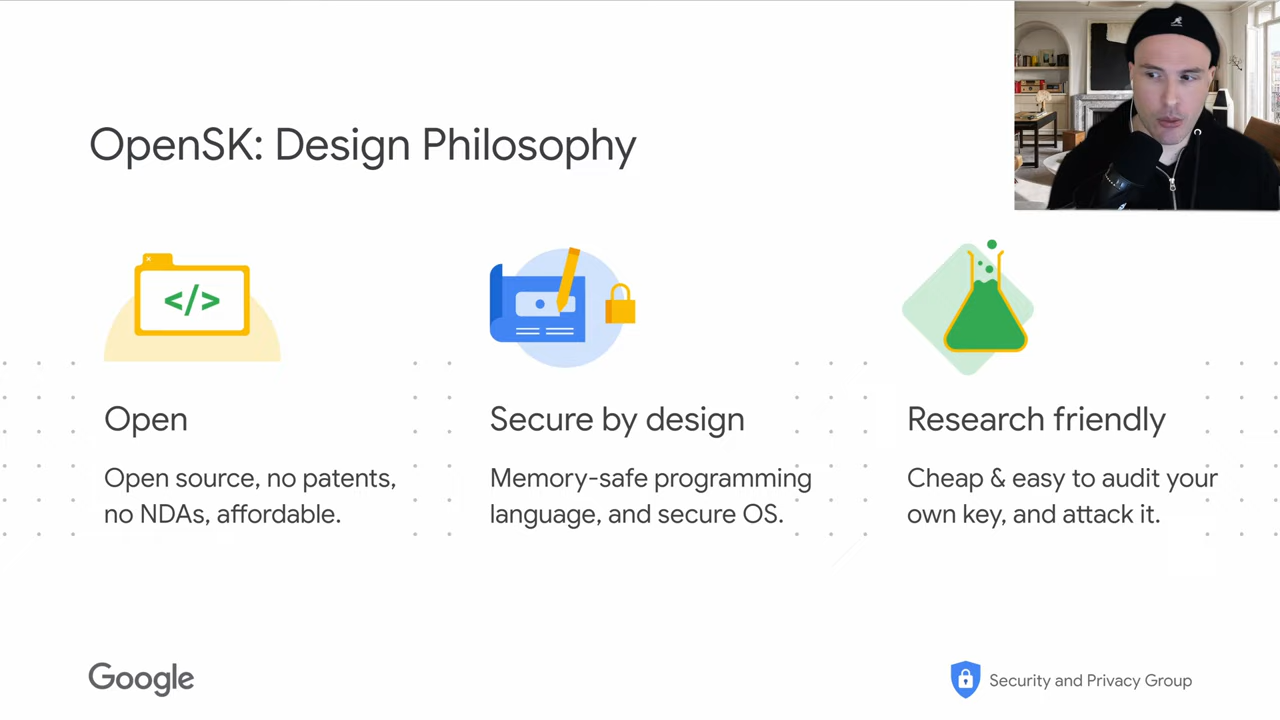 OpenSK: Design Philosophy
</>
Open
Open source, no patents,
no NDAs, affordable.
Secure by design
Memory-safe programming
language, and secure OS.
Research friendly
Cheap & easy to audit your
own key, and attack it.
Google
Security and Privacy Group